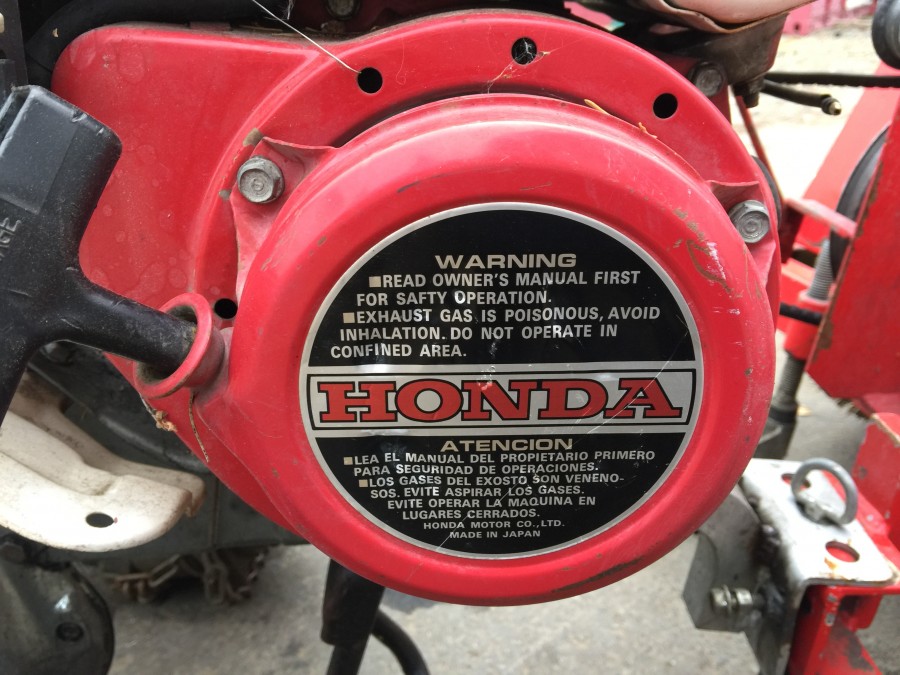 WARNING
■READ OWNER'S MANUAL FIRST
FOR SAFTY OPERATION.
■EXHAUST GAS IS POISONOUS, AVOID
INHALATION. DO NOT OPERATE IN
CONFINED AREA.
HONDA
ATENCION
■LEA EL MANUAL DEL PROPIETARIO PRIMERO
PARA SEGURIDAD DE OPERACIONES.
■LOS GASES DEL EXOSTO SON VENENO-
SOS. EVITE ASPIRAR LOS GASES.
EVITE OPERAR LA MAQUINA EN
LUGARES CERRADOS.
HONDA MOTOR CO., LTD.
MADE IN JAPAN